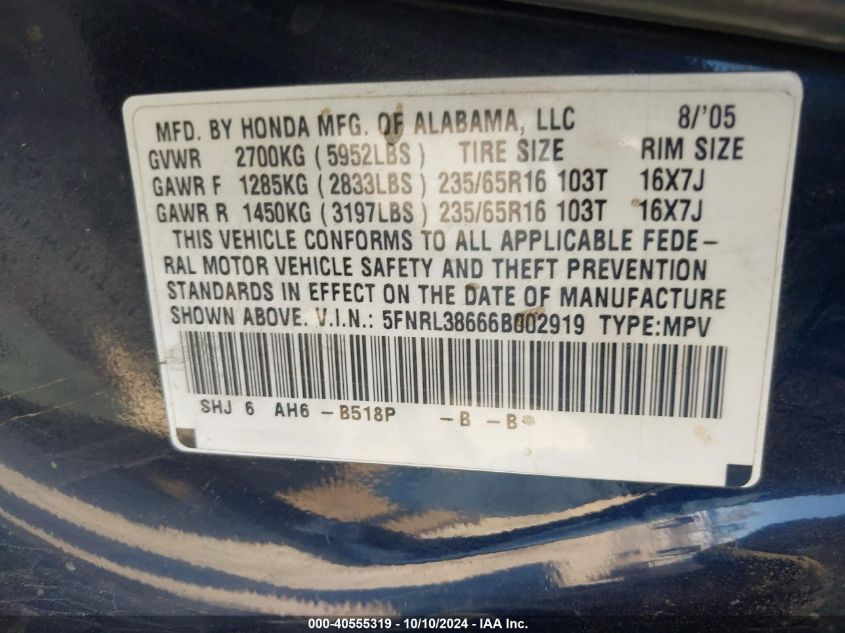 MFD. BY HONDA MFG. OF ALABAMA, LLC 8/'05
GVWR 2700KG (5952LBS) TIRE SIZE RIM SIZE
GAWR F 1285KG (2833LBS) 235/65R16 103T 16X7J
GAWR R 1450KG (3197LBS) 235/65R16 103T 16X7J
THIS VEHICLE CONFORMS TO ALL APPLICABLE FEDE-
RAL MOTOR VEHICLE SAFETY AND THEFT PREVENTION
STANDARDS IN EFFECT ON THE DATE OF MANUFACTURE
SHOWN ABOVE. V.I.N.: 5FNRL38666B002919 TYPE:MPV
SHJ 6 AH6 -B518P -B -B
000-40555319 - 10/10/2024 - IAA Inc.